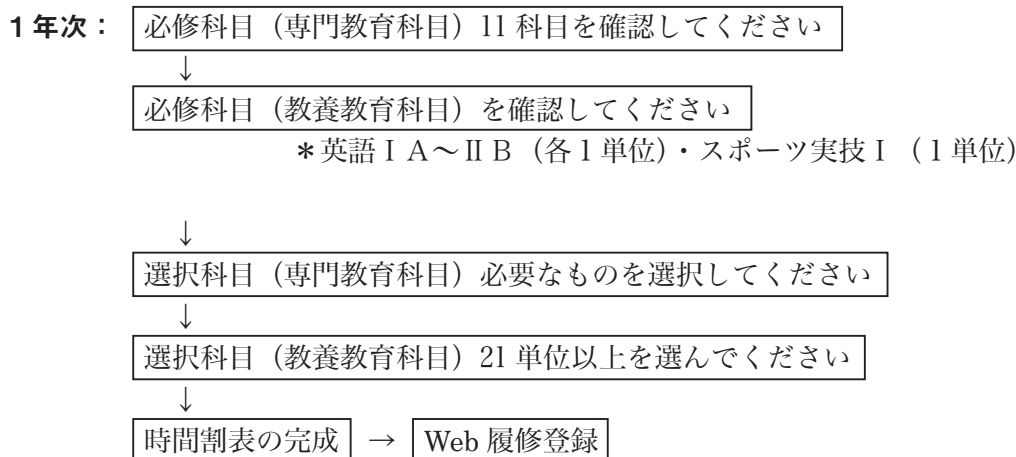 1年次： 必修科目（専門教育科目）11科目を確認してください
↓
必修科目（教養教育科目）を確認してください
＊英語ⅠA～ⅡB（各1単位）・スポーツ実技Ⅰ（1単位）
↓
選択科目（専門教育科目）必要なものを選択してください
↓
選択科目（教養教育科目）21単位以上を選んでください
↓
時間割表の完成 → Web履修登録